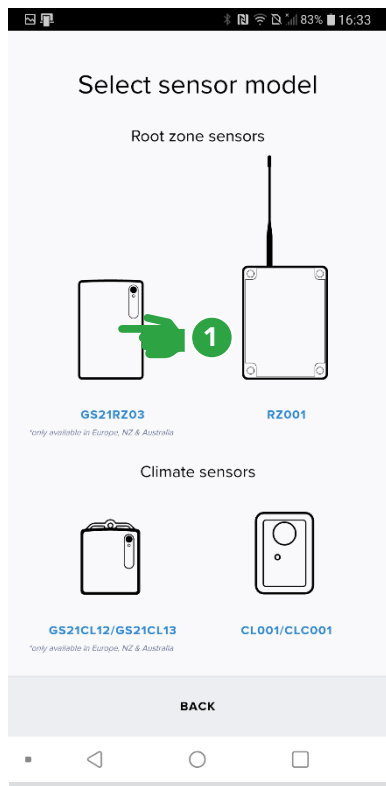 83% 16:33
Select sensor model
Root zone sensors
1
GS21RZ03
RZ001
*only available in Europe, NZ & Australia
Climate sensors
GS21CL12/GS21CL13
CL001/CLC001
*only available in Europe, NZ & Australia
BACK